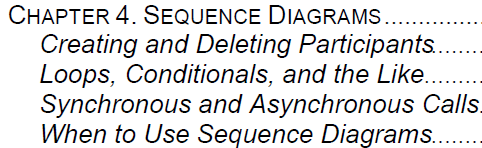 CHAPTER 4. SEQUENCE DIAGRAMS...............
Creating and Deleting Participants........
Loops, Conditionals, and the Like.........
Synchronous and Asynchronous Calls.
When to Use Sequence Diagrams........